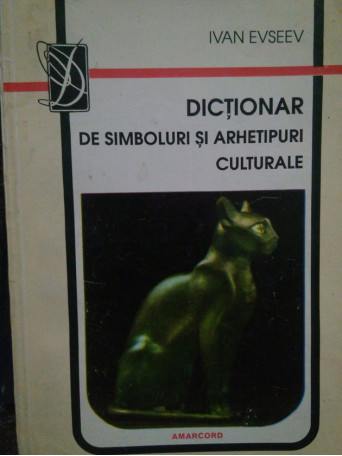 IVAN EVSEEV
DICȚIONAR
DE SIMBOLURI ȘI ARHETIPURI
CULTURALE
AMARCORD